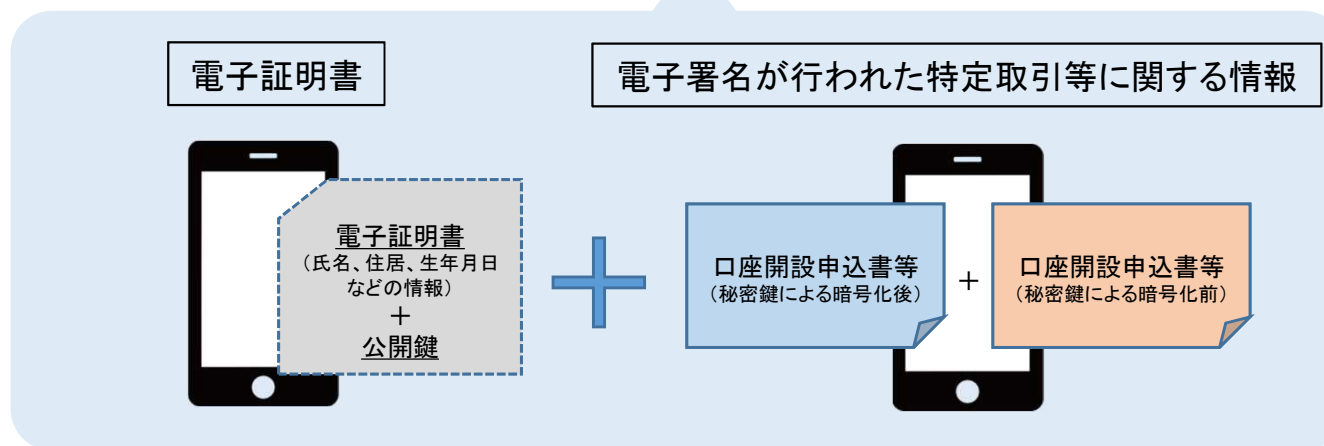 電子証明書
電子署名が行われた特定取引等に関する情報
電子証明書
（氏名、住居、生年月日
などの情報）
＋
公開鍵
口座開設申込書等
（秘密鍵による暗号化後）
＋
口座開設申込書等
（秘密鍵による暗号化前）